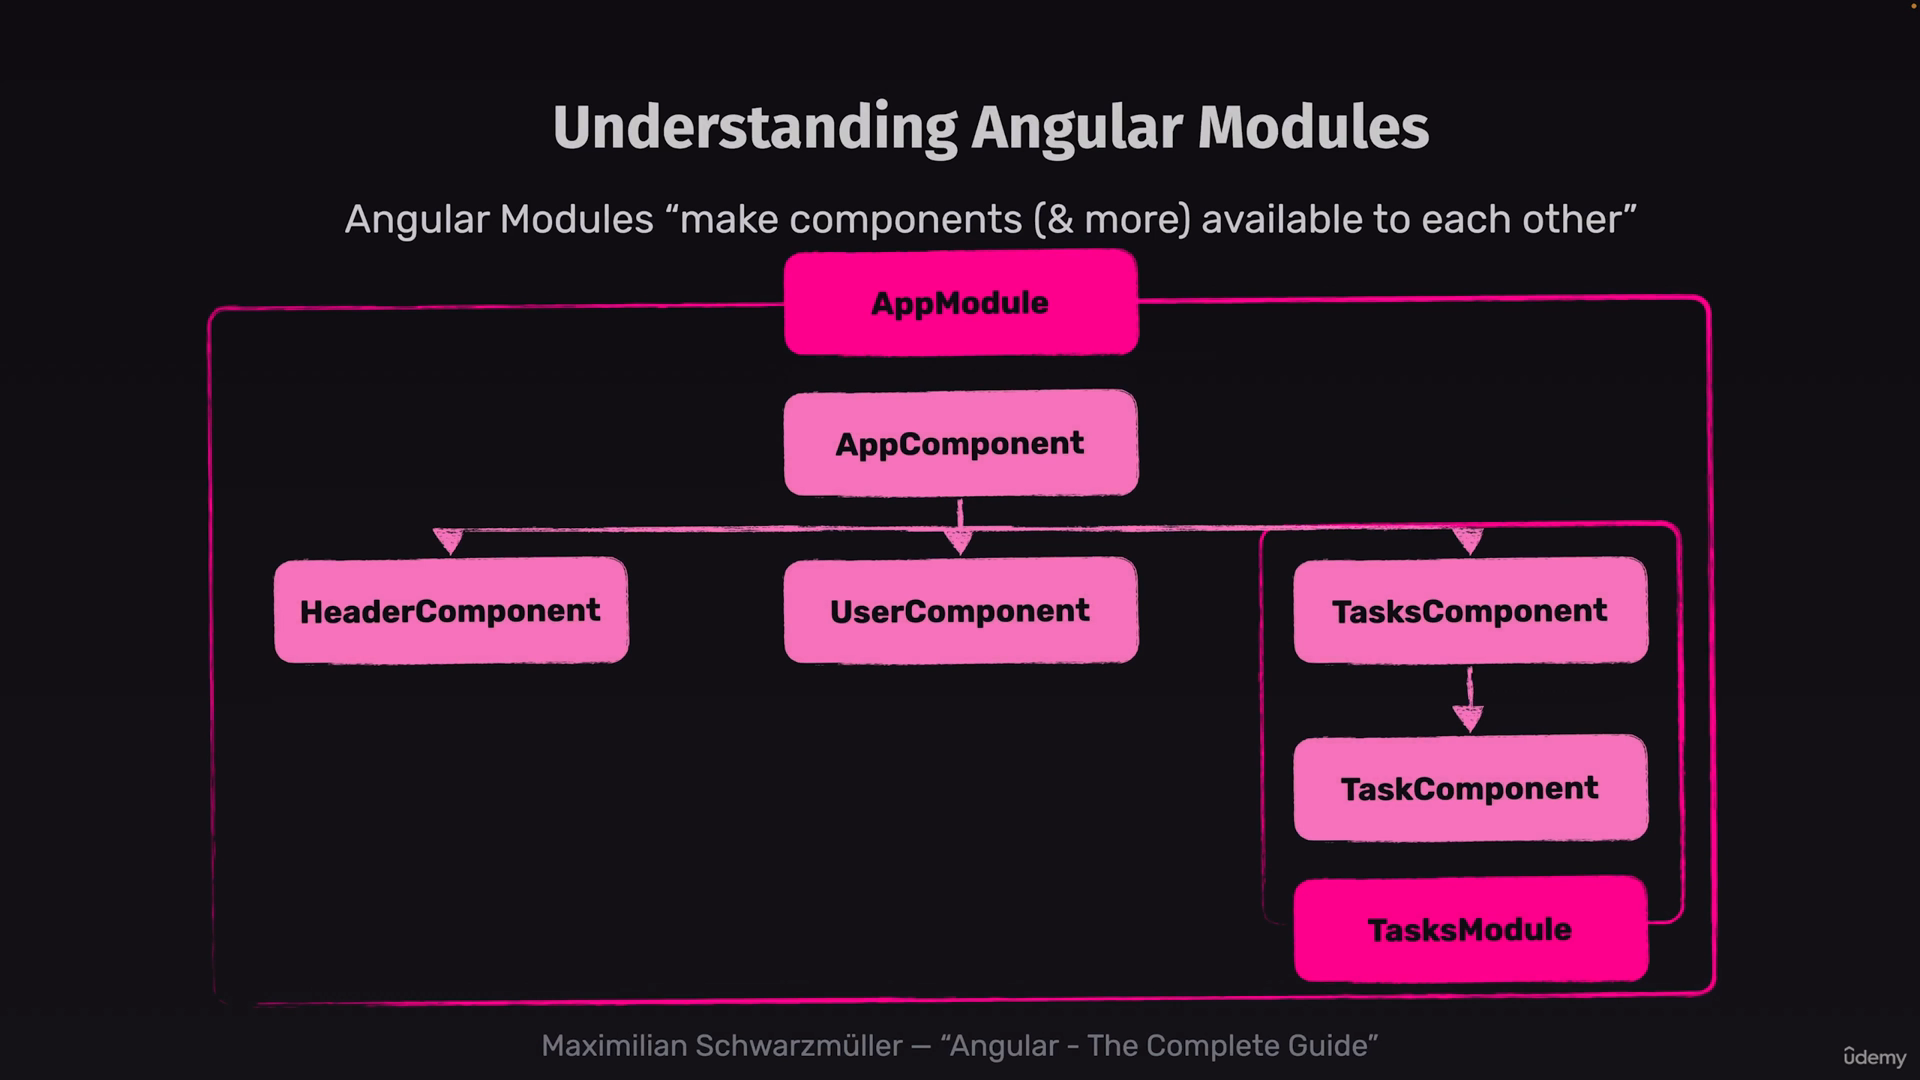 Understanding Angular Modules
Angular Modules “make components (& more) available to each other”
AppModule
AppComponent
HeaderComponent
UserComponent
TasksComponent
TaskComponent
TasksModule
Maximilian Schwarzmüller — “Angular - The Complete Guide”
ûdemy